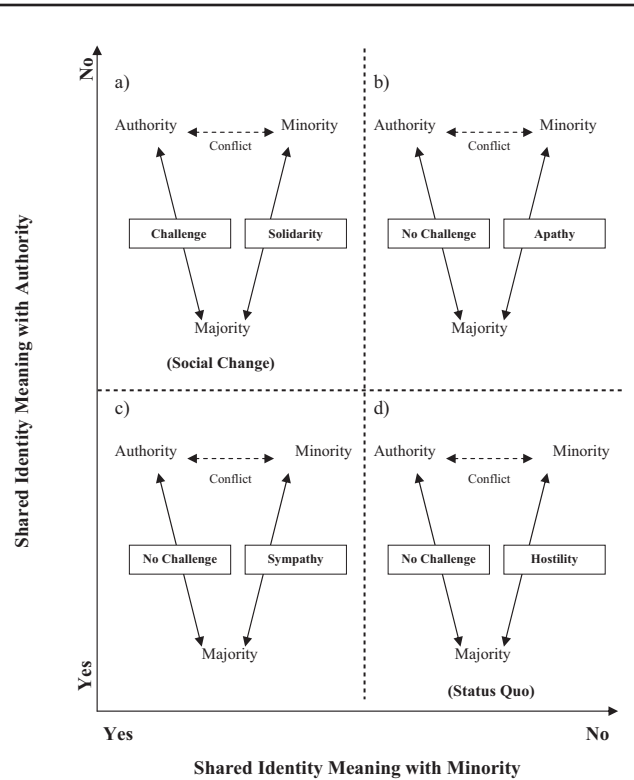 No
a)
b)
Authority
Minority
Authority
Minority
Conflict
Conflict
Challenge
Solidarity
No Challenge
Apathy
Majority
Majority
(Social Change)
Shared Identity Meaning with Authority
c)
d)
Authority
Minority
Authority
Minority
Conflict
Conflict
No Challenge
Sympathy
No Challenge
Hostility
Majority
Majority
(Status Quo)
Yes
Yes
No
Shared Identity Meaning with Minority